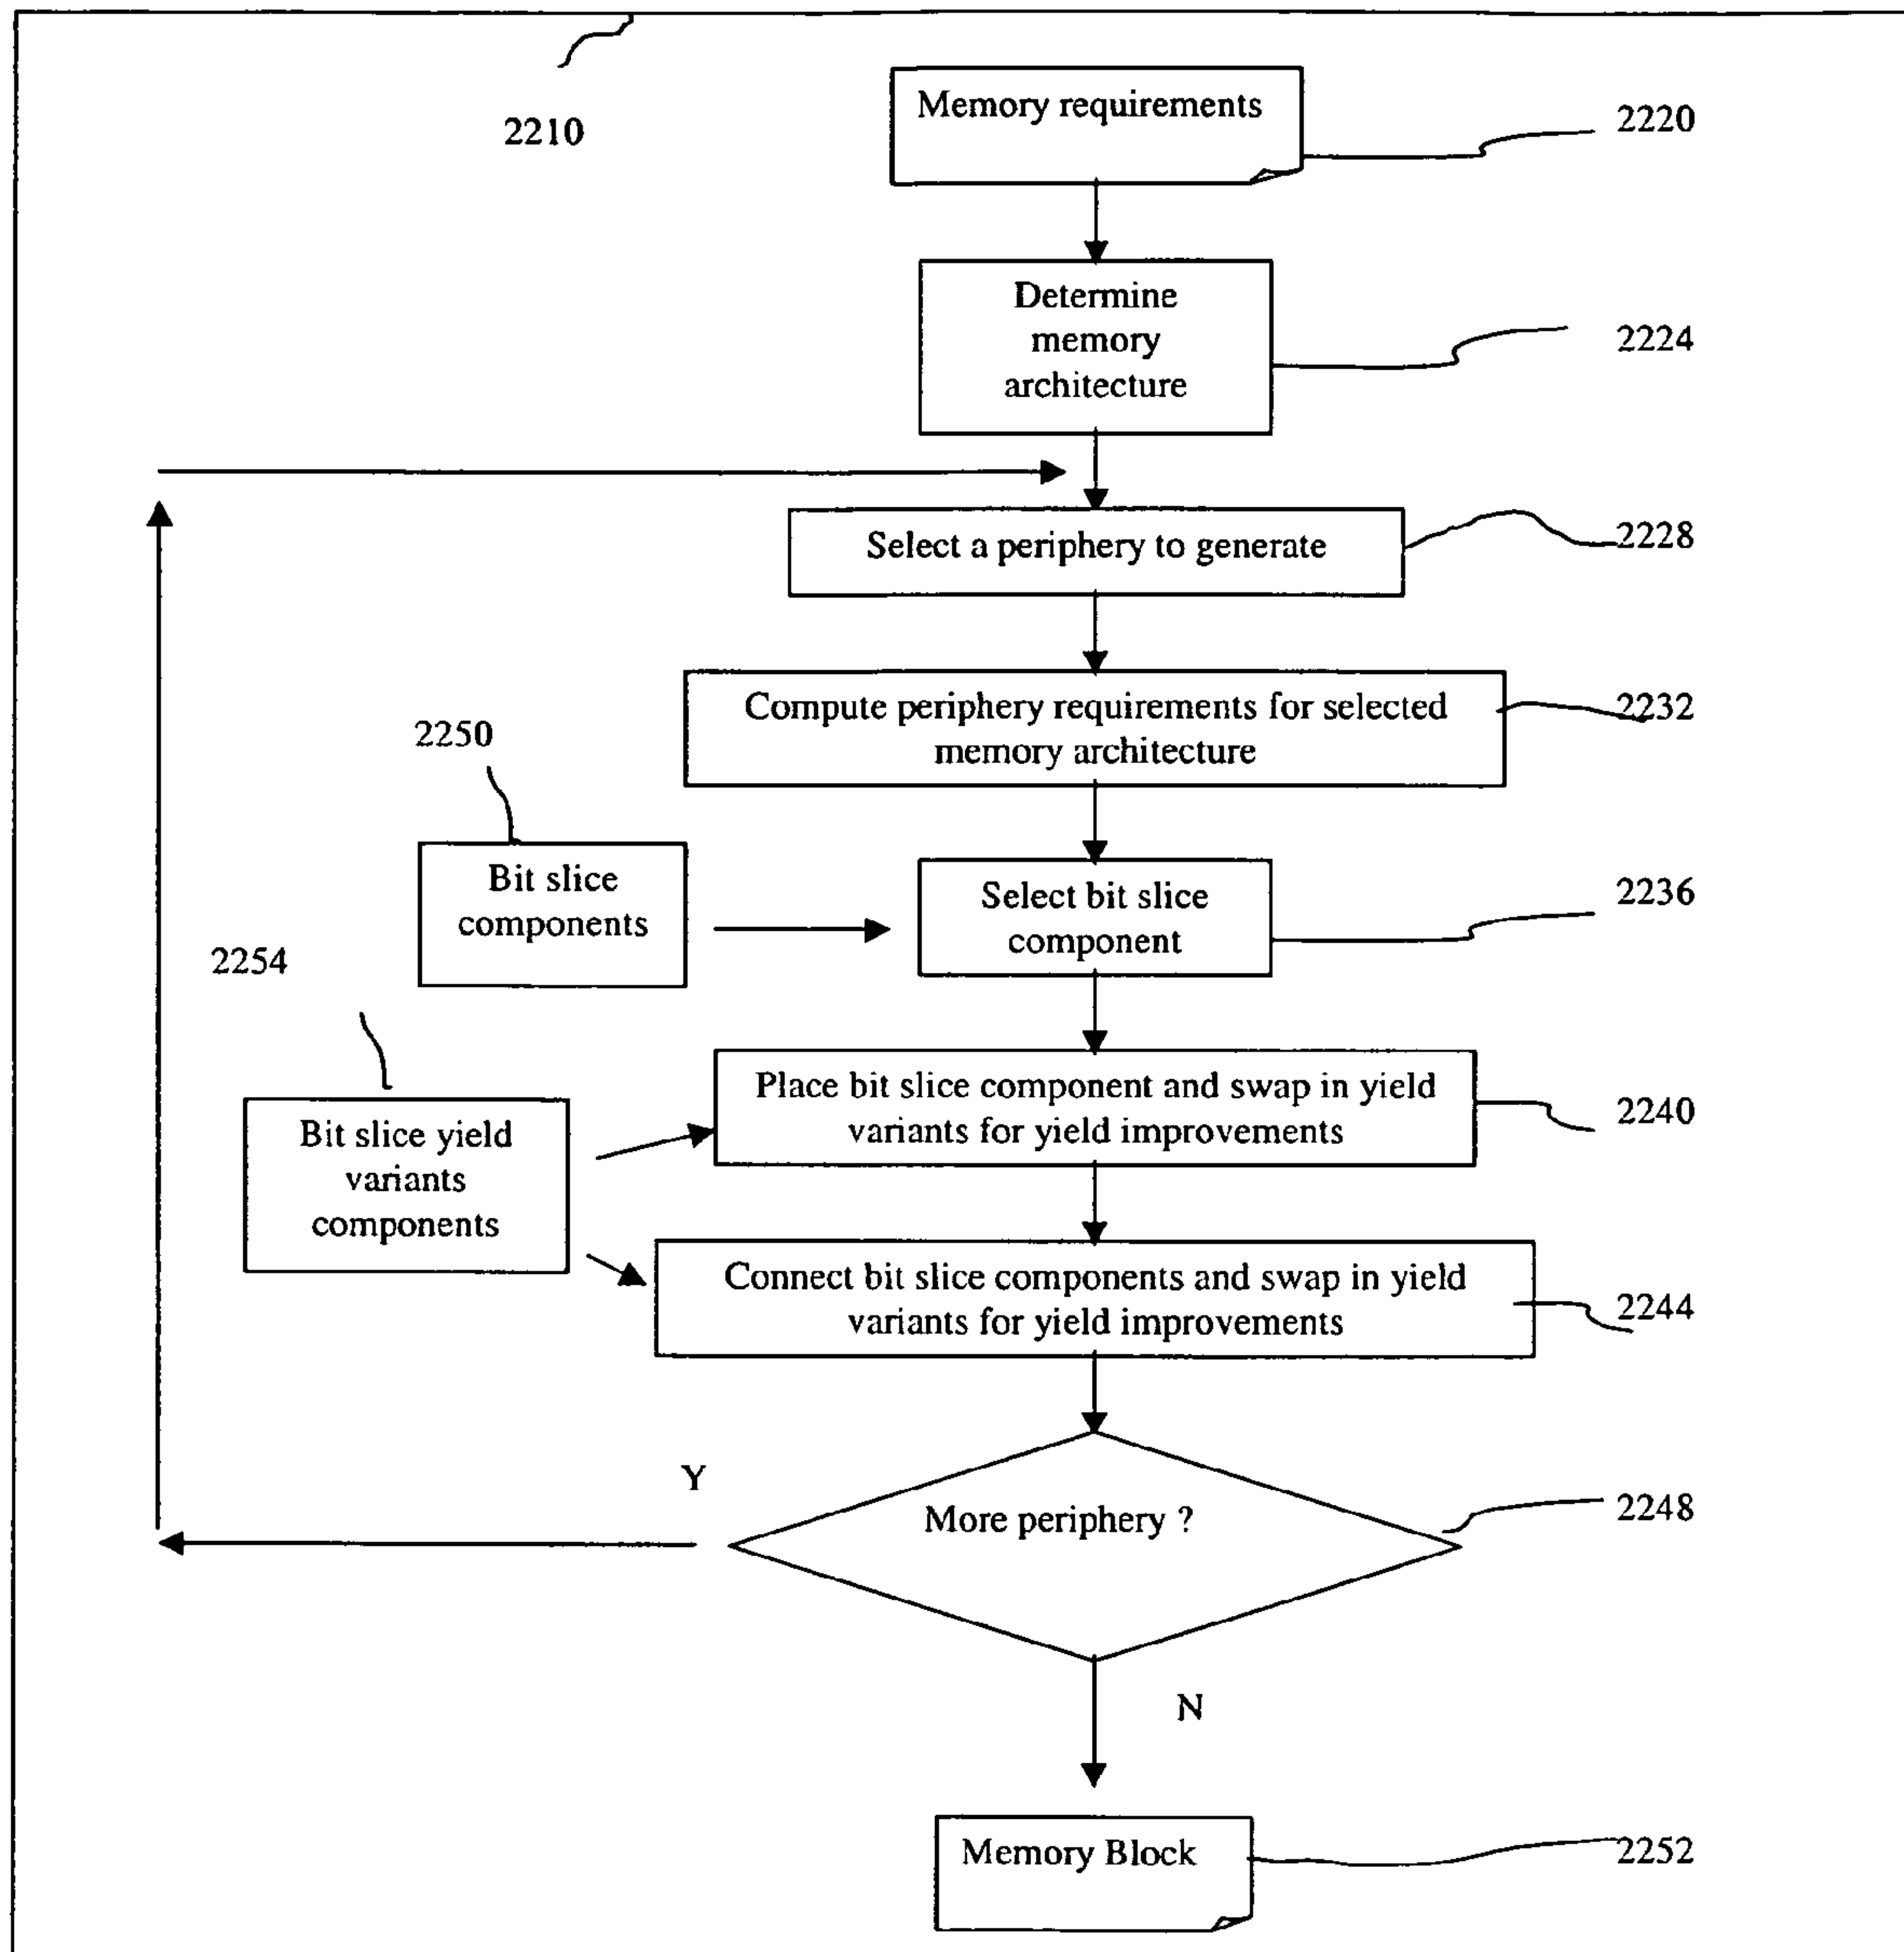 2210
Memory requirements
2220
Determine
memory
architecture
2224
Select a periphery to generate
2228
Compute periphery requirements for selected
memory architecture
2232
2250
Bit slice
components
Select bit slice
component
2236
2254
Place bit slice component and swap in yield
variants for yield improvements
2240
Bit slice yield
variants
components
Connect bit slice components and swap in yield
variants for yield improvements
2244
Y
More periphery ?
2248
N
Memory Block
2252